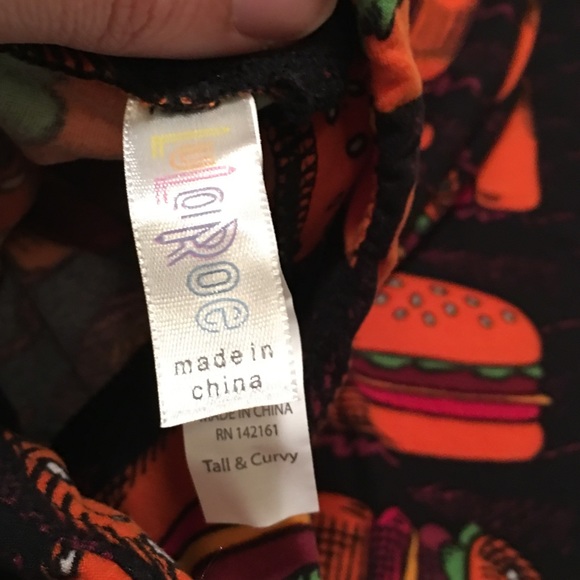 LuLaRoe
made in
china
MADE IN CHINA
RN 142161
Tall & Curvy